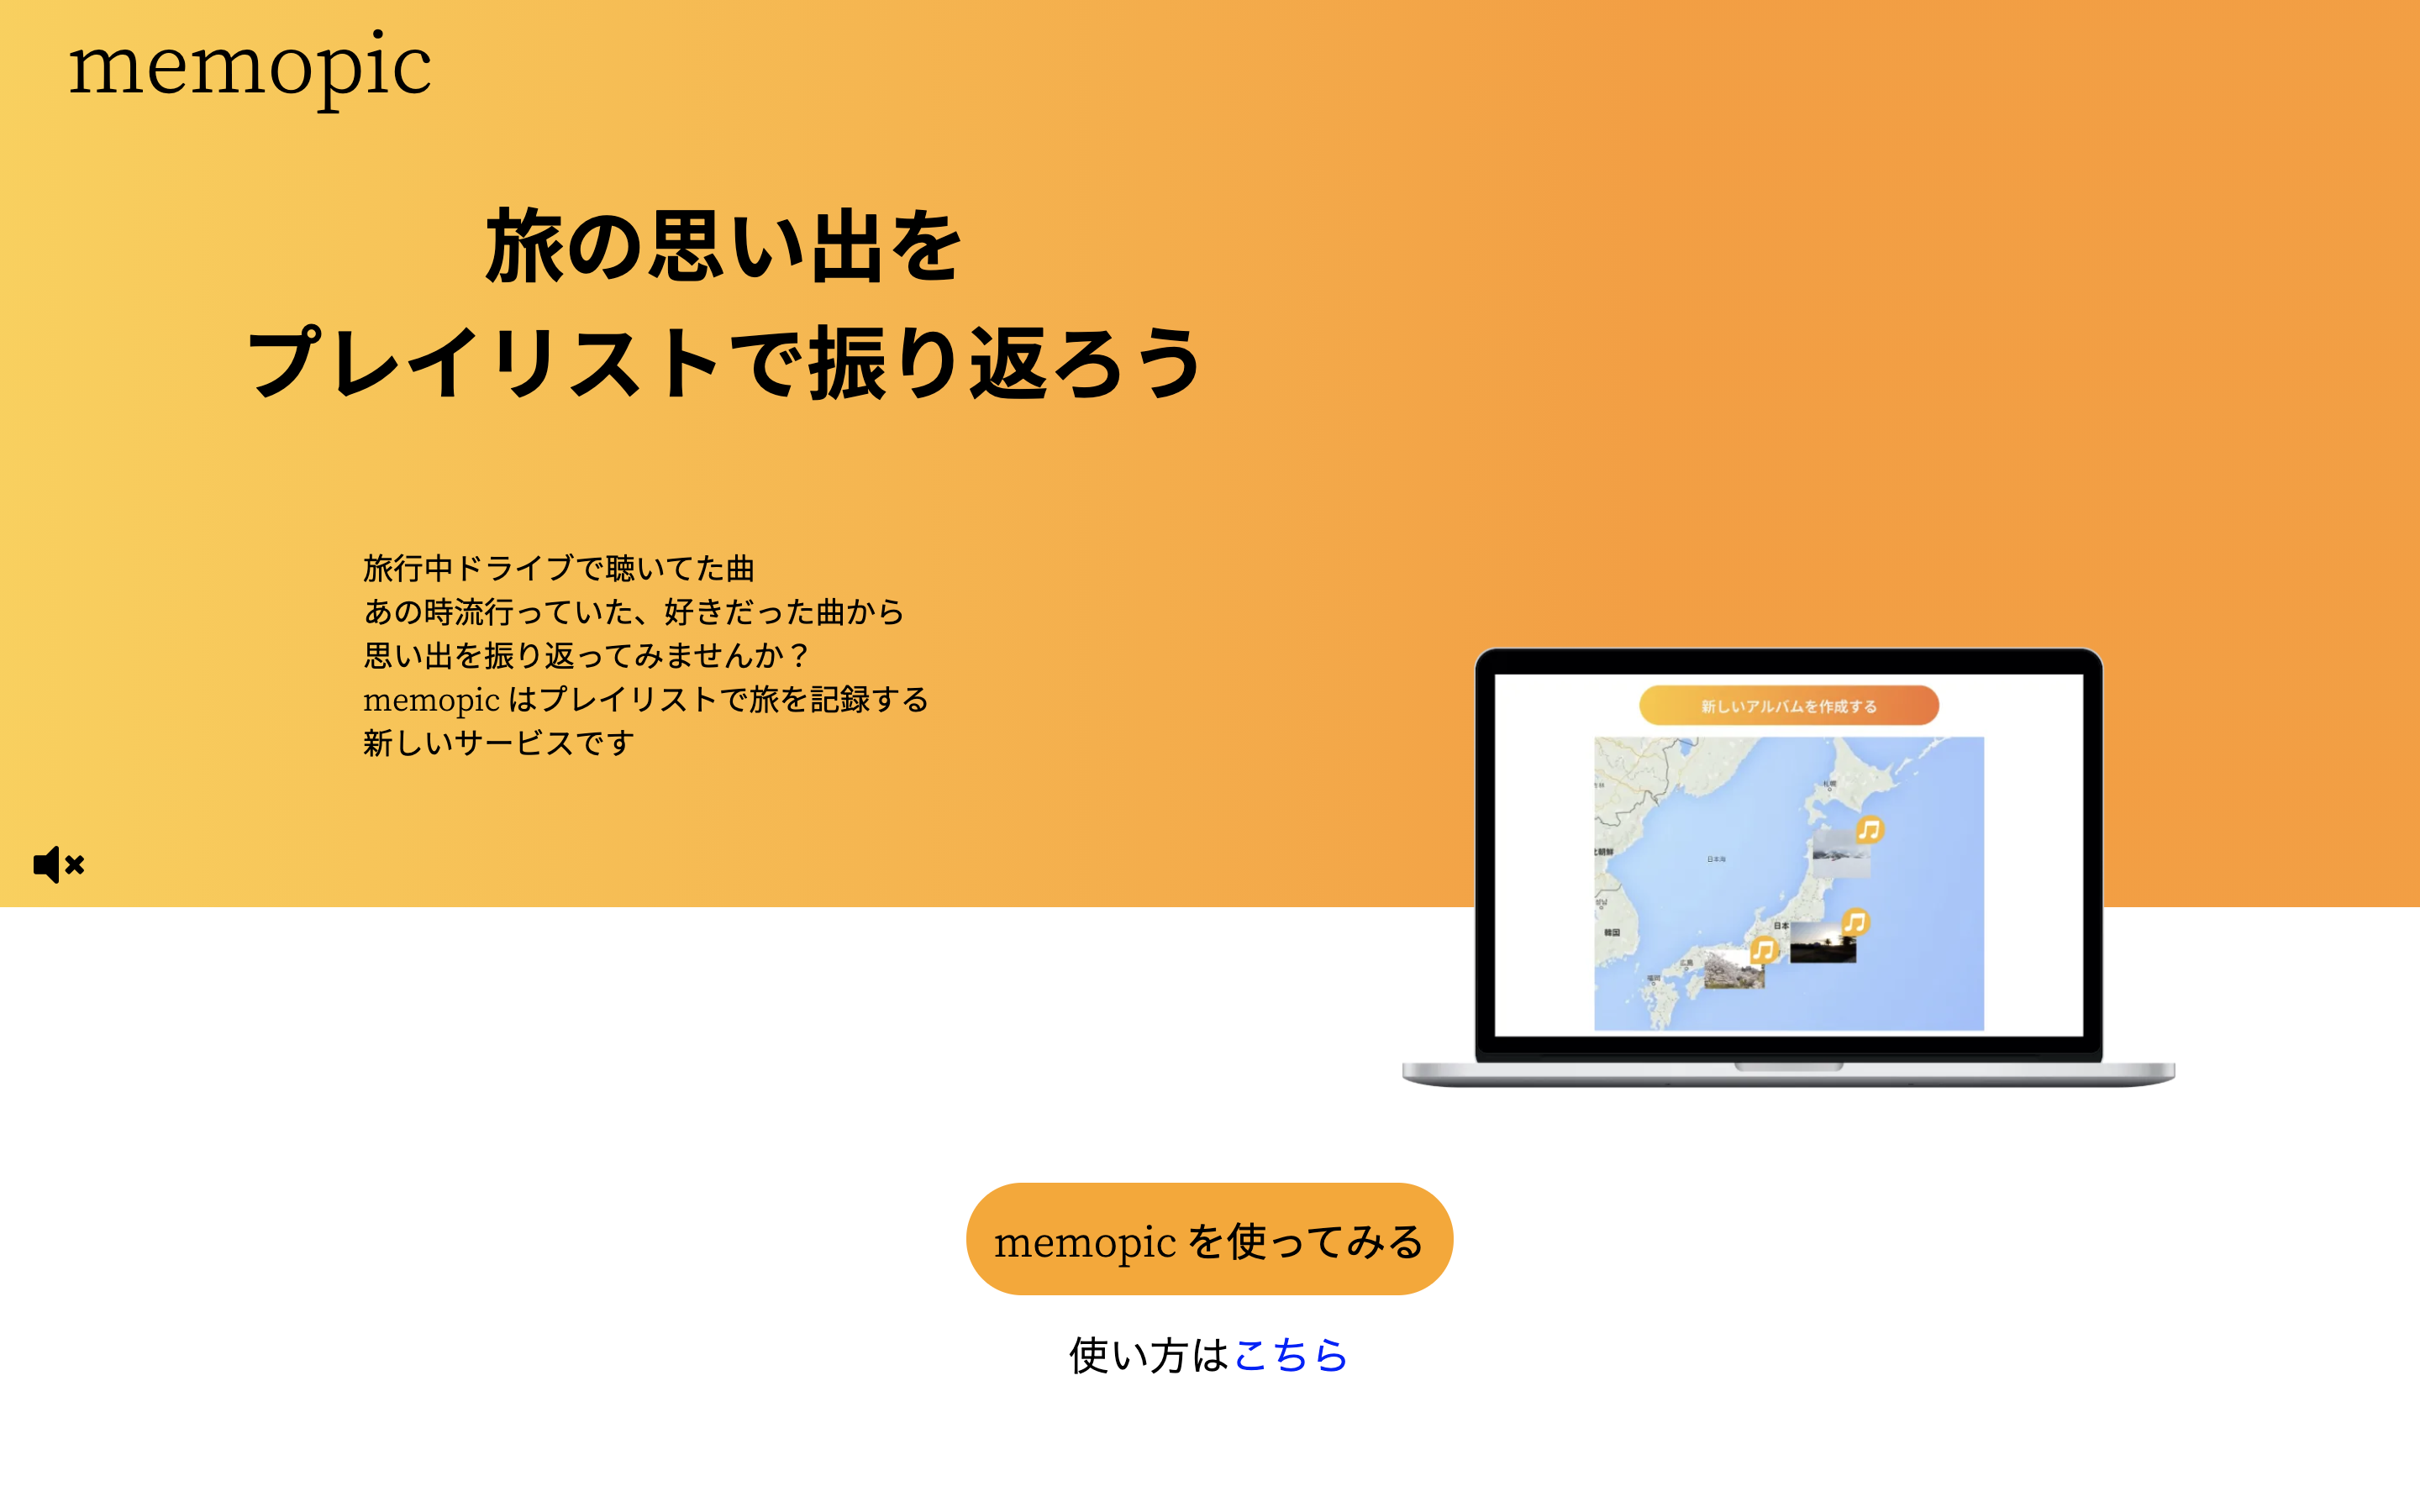 memopic
旅の思い出を
プレイリストで振り返ろう
旅行中ドライブで聴いてた曲
あの時流行っていた、好きだった曲から
思い出を振り返ってみませんか？
memopic はプレイリストで旅を記録する
新しいサービスです
新しいアルバムを作成する
札幌
日本海
日本
韓国
広島
福岡
memopic を使ってみる
使い方はこちら